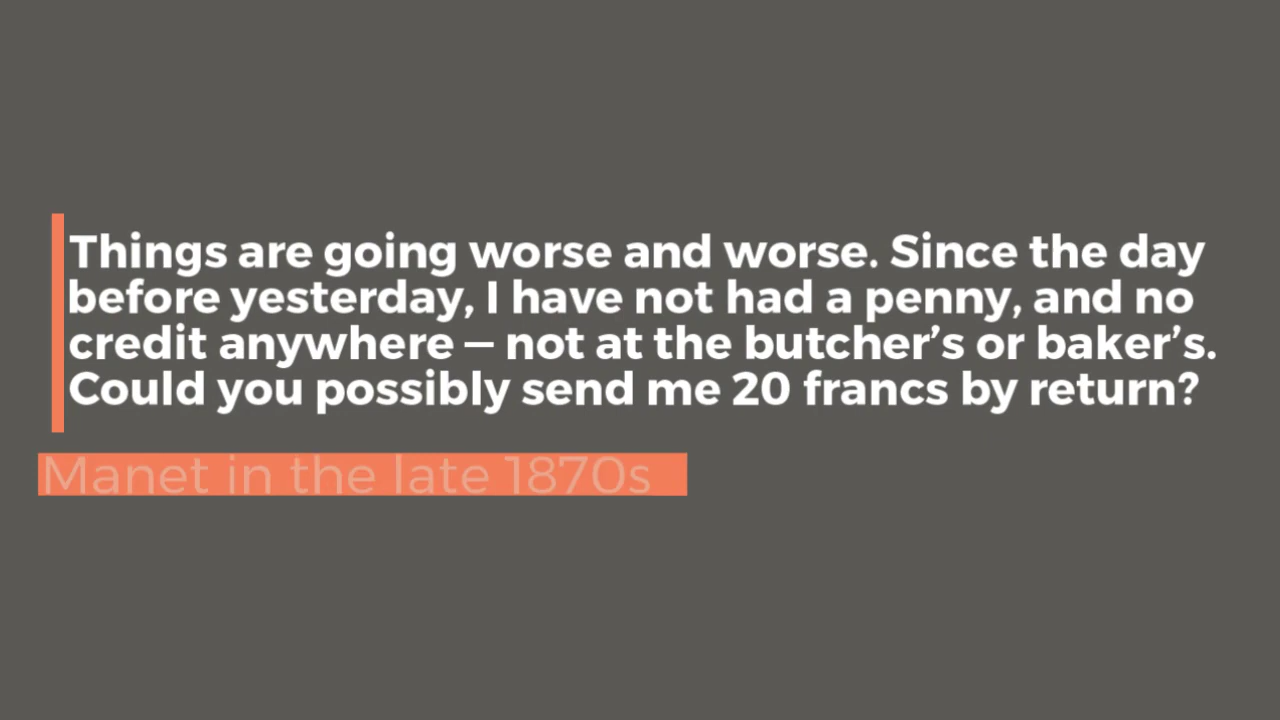 Things are going worse and worse. Since the day
before yesterday, I have not had a penny, and no
credit anywhere — not at the butcher’s or baker’s.
Could you possibly send me 20 francs by return?
Manet in the late 1870s